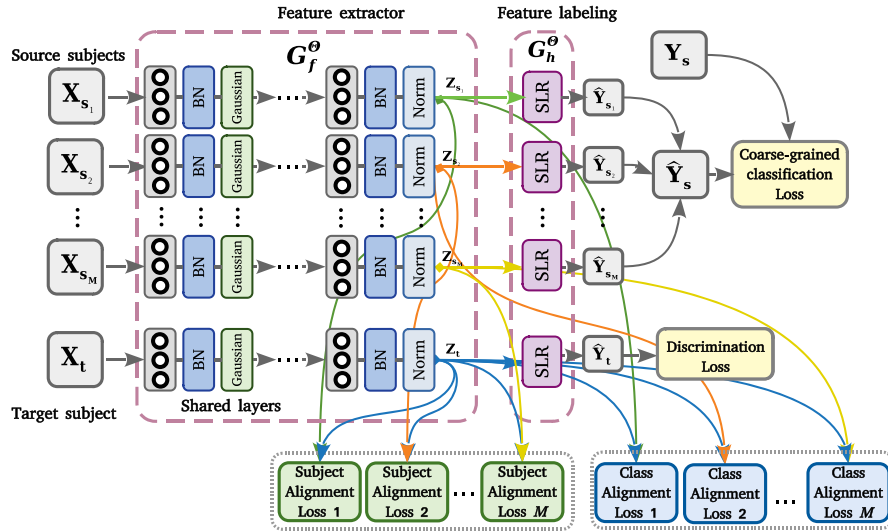 Feature extractor
Feature labeling
Source subjects
G_f^Θ
G_h^Θ
Y_s
X_s₁
BN
Gaussian
BN
Norm
Z_s₁
SLR
Ŷ_s₁
X_s₂
BN
Gaussian
BN
Norm
Z_s₂
SLR
Ŷ_s₂
Ŷ_s
Coarse-grained
classification
Loss
X_s_M
BN
Gaussian
BN
Norm
Z_s_M
SLR
Ŷ_s_M
X_t
BN
Gaussian
BN
Norm
Z_t
SLR
Ŷ_t
Discrimination
Loss
Target subject
Shared layers
Subject
Alignment
Loss 1
Subject
Alignment
Loss 2
...
Subject
Alignment
Loss M
Class
Alignment
Loss 1
Class
Alignment
Loss 2
...
Class
Alignment
Loss M